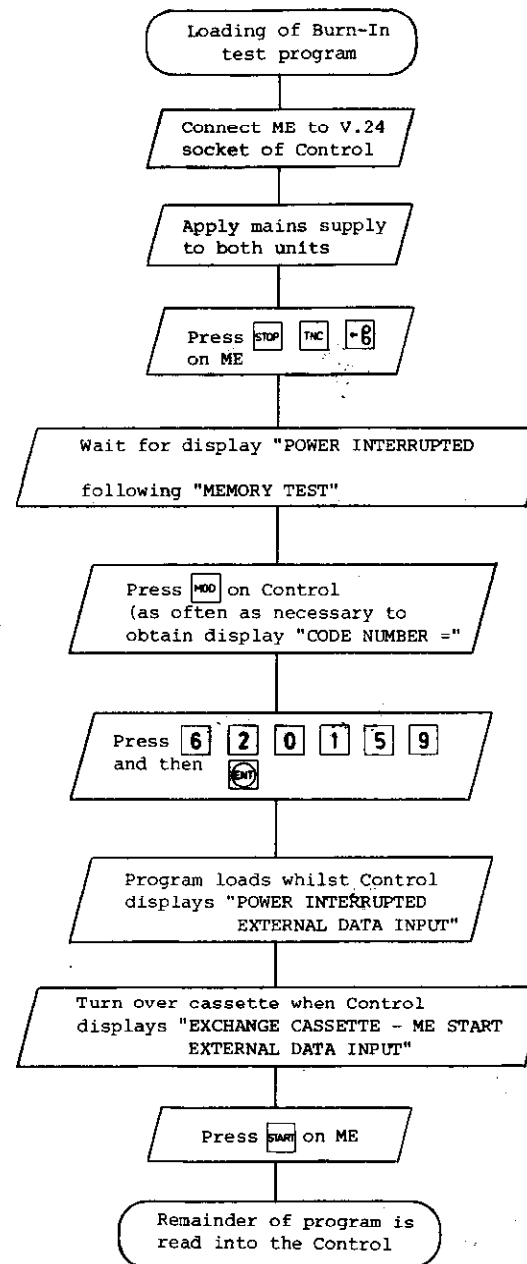 Loading of Burn-In
test program
Connect ME to V.24
socket of Control
Apply mains supply
to both units
Press STOP TNC
on ME
Wait for display "POWER INTERRUPTED
following "MEMORY TEST"
Press MOD on Control
(as often as necessary to
obtain display "CODE NUMBER ="
Press 6 2 0 1 5 9
and then ENT
Program loads whilst Control
displays "POWER INTERRUPTED
EXTERNAL DATA INPUT"
Turn over cassette when Control
displays "EXCHANGE CASSETTE - ME START
EXTERNAL DATA INPUT"
Press START on ME
Remainder of program is
read into the Control